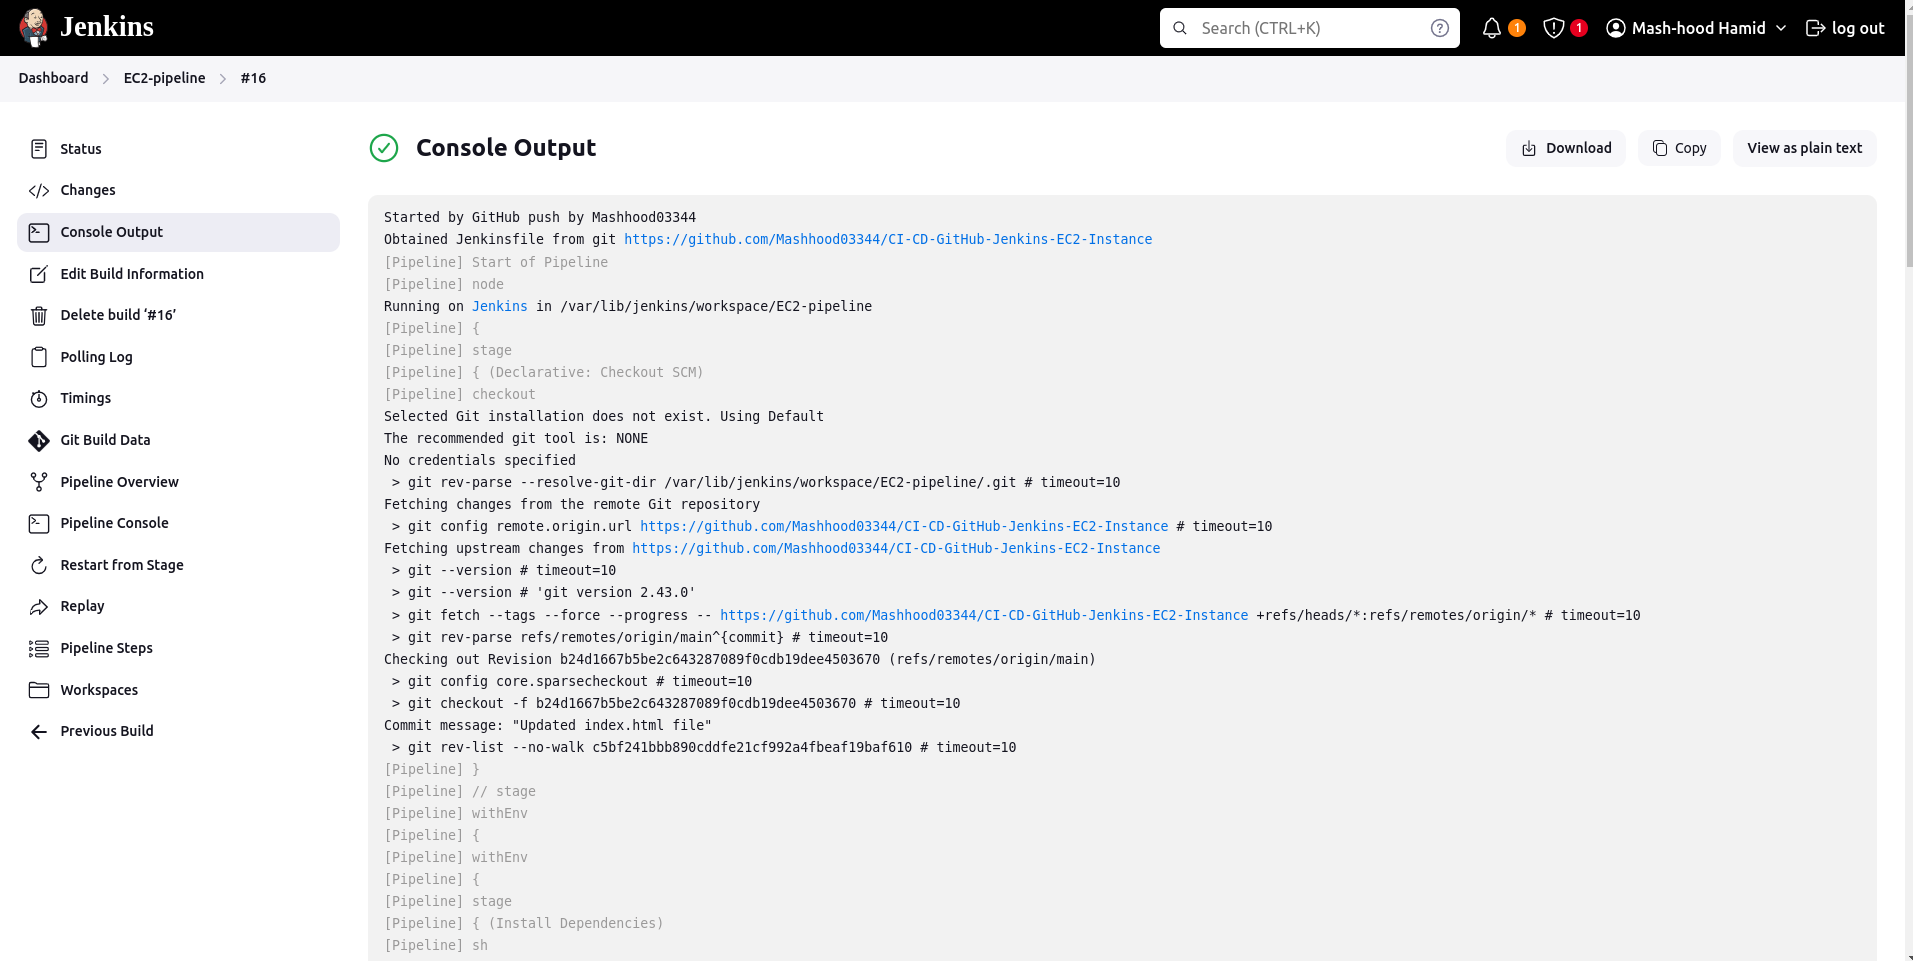 Jenkins
Search (CTRL+K)
1
1
Mash-hood Hamid
log out
Dashboard
EC2-pipeline
#16
Status
Changes
Console Output
Edit Build Information
Delete build ‘#16’
Polling Log
Timings
Git Build Data
Pipeline Overview
Pipeline Console
Restart from Stage
Replay
Pipeline Steps
Workspaces
Previous Build
Console Output
Download
Copy
View as plain text
Started by GitHub push by Mashhood03344
Obtained Jenkinsfile from git https://github.com/Mashhood03344/CI-CD-GitHub-Jenkins-EC2-Instance
[Pipeline] Start of Pipeline
[Pipeline] node
Running on Jenkins in /var/lib/jenkins/workspace/EC2-pipeline
[Pipeline] {
[Pipeline] stage
[Pipeline] { (Declarative: Checkout SCM)
[Pipeline] checkout
Selected Git installation does not exist. Using Default
The recommended git tool is: NONE
No credentials specified
> git rev-parse --resolve-git-dir /var/lib/jenkins/workspace/EC2-pipeline/.git # timeout=10
Fetching changes from the remote Git repository
> git config remote.origin.url https://github.com/Mashhood03344/CI-CD-GitHub-Jenkins-EC2-Instance # timeout=10
Fetching upstream changes from https://github.com/Mashhood03344/CI-CD-GitHub-Jenkins-EC2-Instance
> git --version # timeout=10
> git --version # 'git version 2.43.0'
> git fetch --tags --force --progress -- https://github.com/Mashhood03344/CI-CD-GitHub-Jenkins-EC2-Instance +refs/heads/*:refs/remotes/origin/* # timeout=10
> git rev-parse refs/remotes/origin/main^{commit} # timeout=10
Checking out Revision b24d1667b5be2c643287089f0cdb19dee4503670 (refs/remotes/origin/main)
> git config core.sparsecheckout # timeout=10
> git checkout -f b24d1667b5be2c643287089f0cdb19dee4503670 # timeout=10
Commit message: "Updated index.html file"
> git rev-list --no-walk c5bf241bbb890cddfe21cf992a4fbeaf19baf610 # timeout=10
[Pipeline] }
[Pipeline] // stage
[Pipeline] withEnv
[Pipeline] {
[Pipeline] withEnv
[Pipeline] {
[Pipeline] stage
[Pipeline] { (Install Dependencies)
[Pipeline] sh